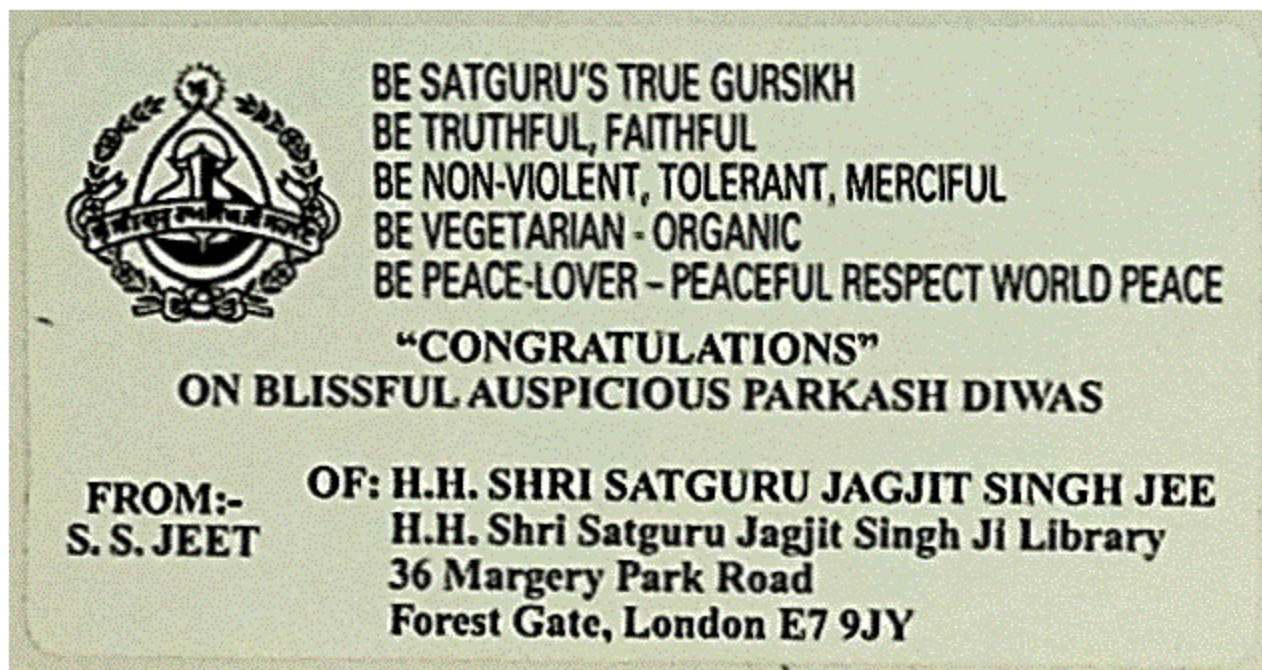 BE SATGURU'S TRUE GURSIKH
BE TRUTHFUL, FAITHFUL
BE NON-VIOLENT, TOLERANT, MERCIFUL
BE VEGETARIAN - ORGANIC
BE PEACE-LOVER – PEACEFUL RESPECT WORLD PEACE
“CONGRATULATIONS”
ON BLISSFUL AUSPICIOUS PARKASH DIWAS
OF: H.H. SHRI SATGURU JAGJIT SINGH JEE
FROM:-
S. S. JEET
H.H. Shri Satguru Jagjit Singh Ji Library
36 Margery Park Road
Forest Gate, London E7 9JY